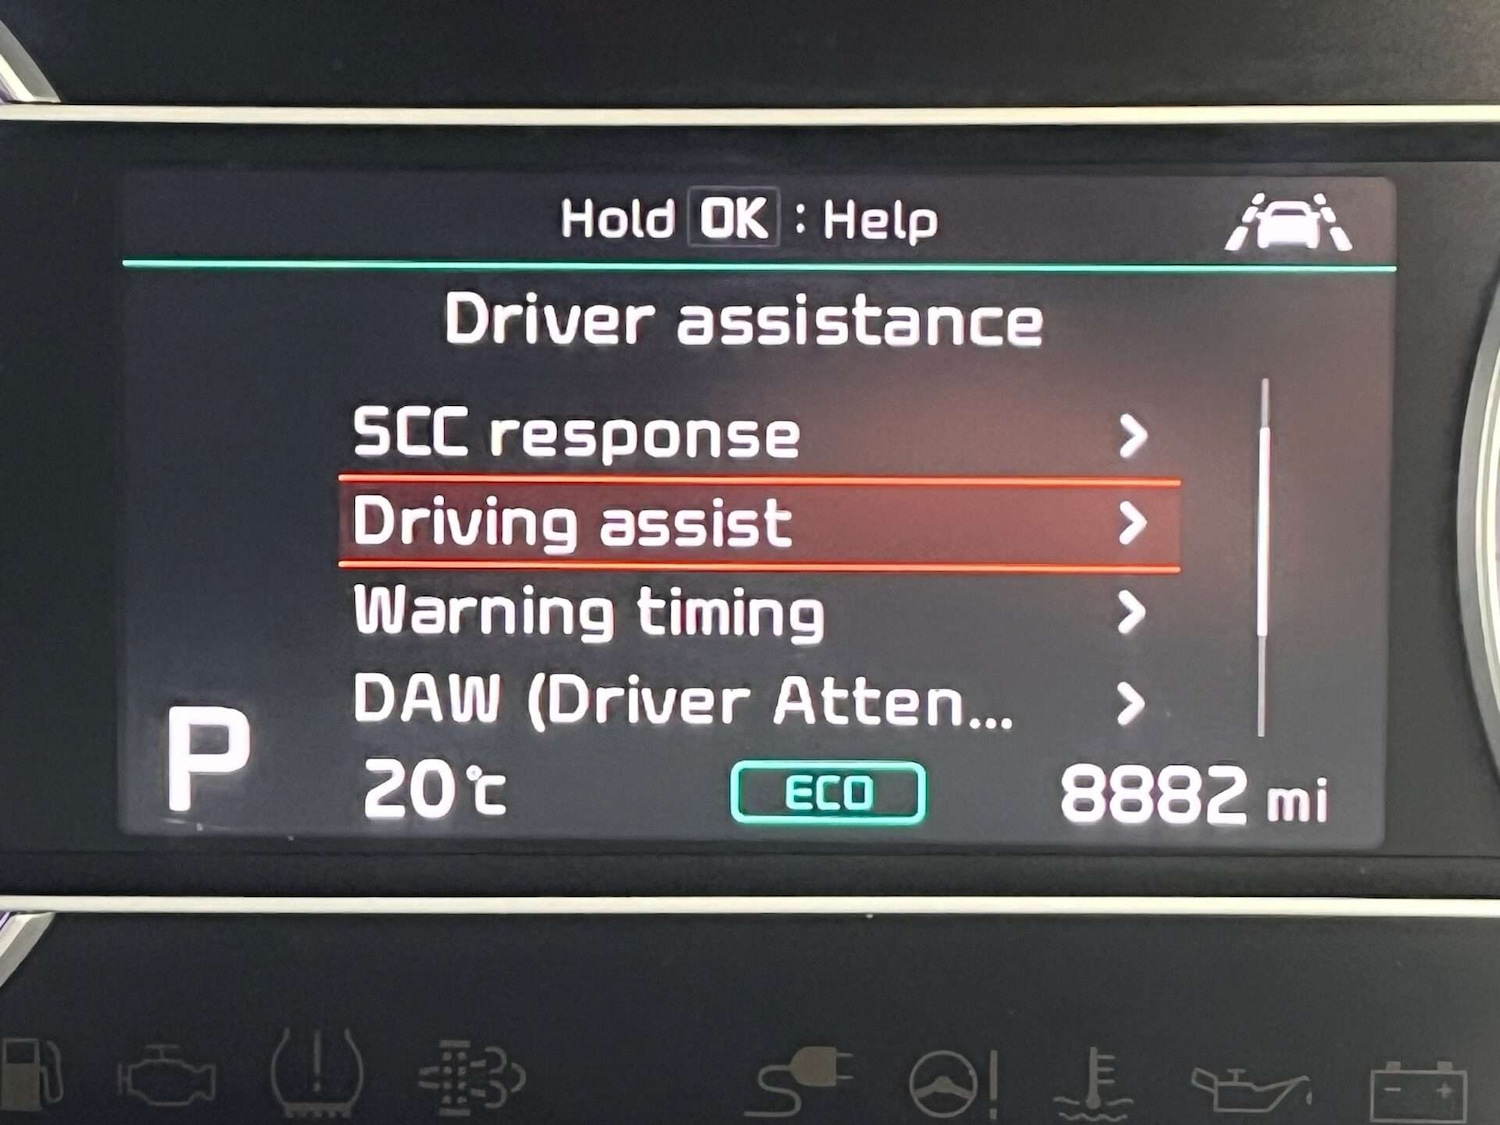 Hold OK : Help
Driver assistance
SCC response
Driving assist
Warning timing
DAW (Driver Atten...
P
20℃ ECO 8882 mi